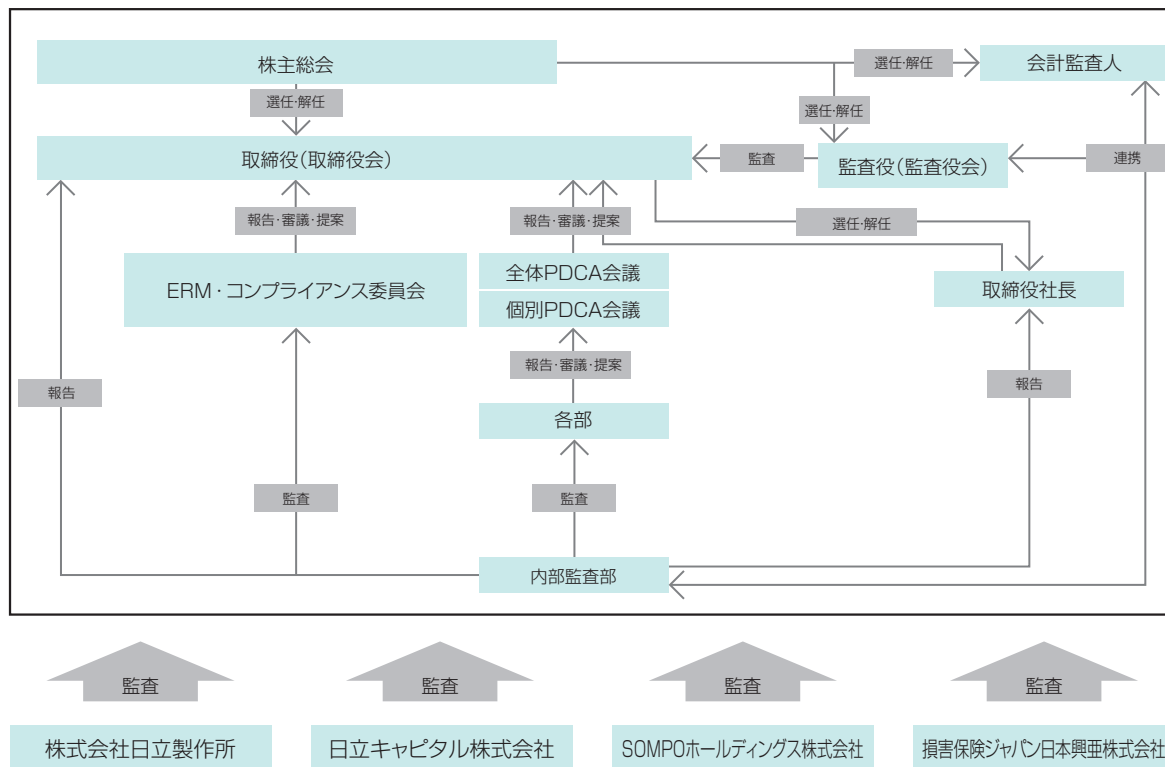 株主総会
選任・解任
会計監査人
選任・解任
選任・解任
取締役（取締役会）
監査
監査役（監査役会）
連携
報告・審議・提案
報告・審議・提案
選任・解任
ERM・コンプライアンス委員会
全体PDCA会議
個別PDCA会議
取締役社長
報告・審議・提案
報告
報告
各部
監査
監査
内部監査部
監査
監査
監査
監査
株式会社日立製作所
日立キャピタル株式会社
SOMPOホールディングス株式会社
損害保険ジャパン日本興亜株式会社